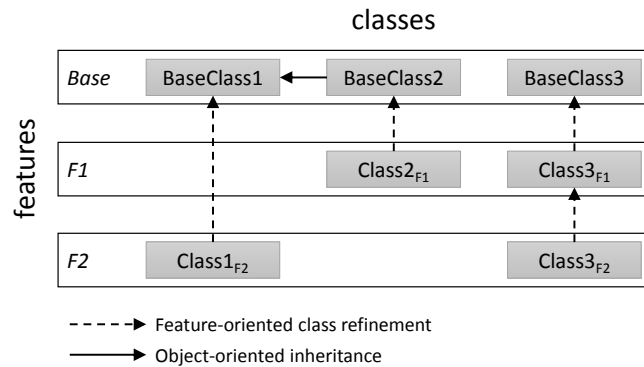 classes
features
Base BaseClass1 BaseClass2 BaseClass3
F1 Class2F1 Class3F1
F2 Class1F2 Class3F2
Feature-oriented class refinement
Object-oriented inheritance